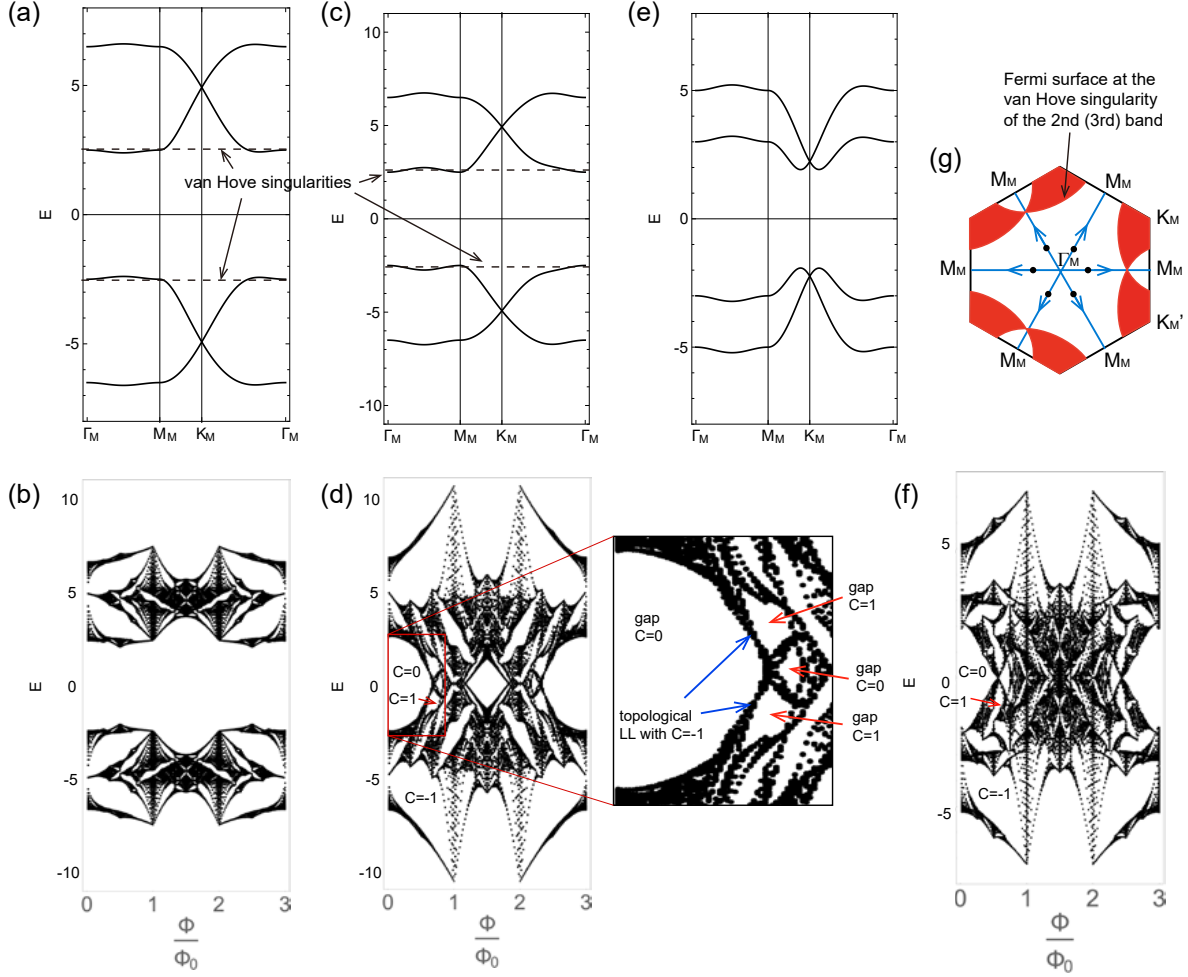 (a)
E
5
0
-5
ΓM
MM
KM
ΓM
van Hove singularities
(c)
10
5
0
-5
-10
ΓM
MM
KM
ΓM
(e)
E
5
0
-5
ΓM
MM
KM
ΓM
Fermi surface at the
van Hove singularity
of the 2nd (3rd) band
(g)
MM
MM
KM
MM
ΓM
MM
KM'
MM
MM
(b)
E
10
5
0
-5
-10
0
1
2
3
Φ
Φ0
(d)
E
10
5
0
-5
-10
C=0
C=1
C=-1
0
1
2
3
Φ
Φ0
gap
C=0
topological
LL with C=-1
gap
C=1
gap
C=0
gap
C=1
(f)
E
5
0
-5
C=0
C=1
C=-1
0
1
2
3
Φ
Φ0